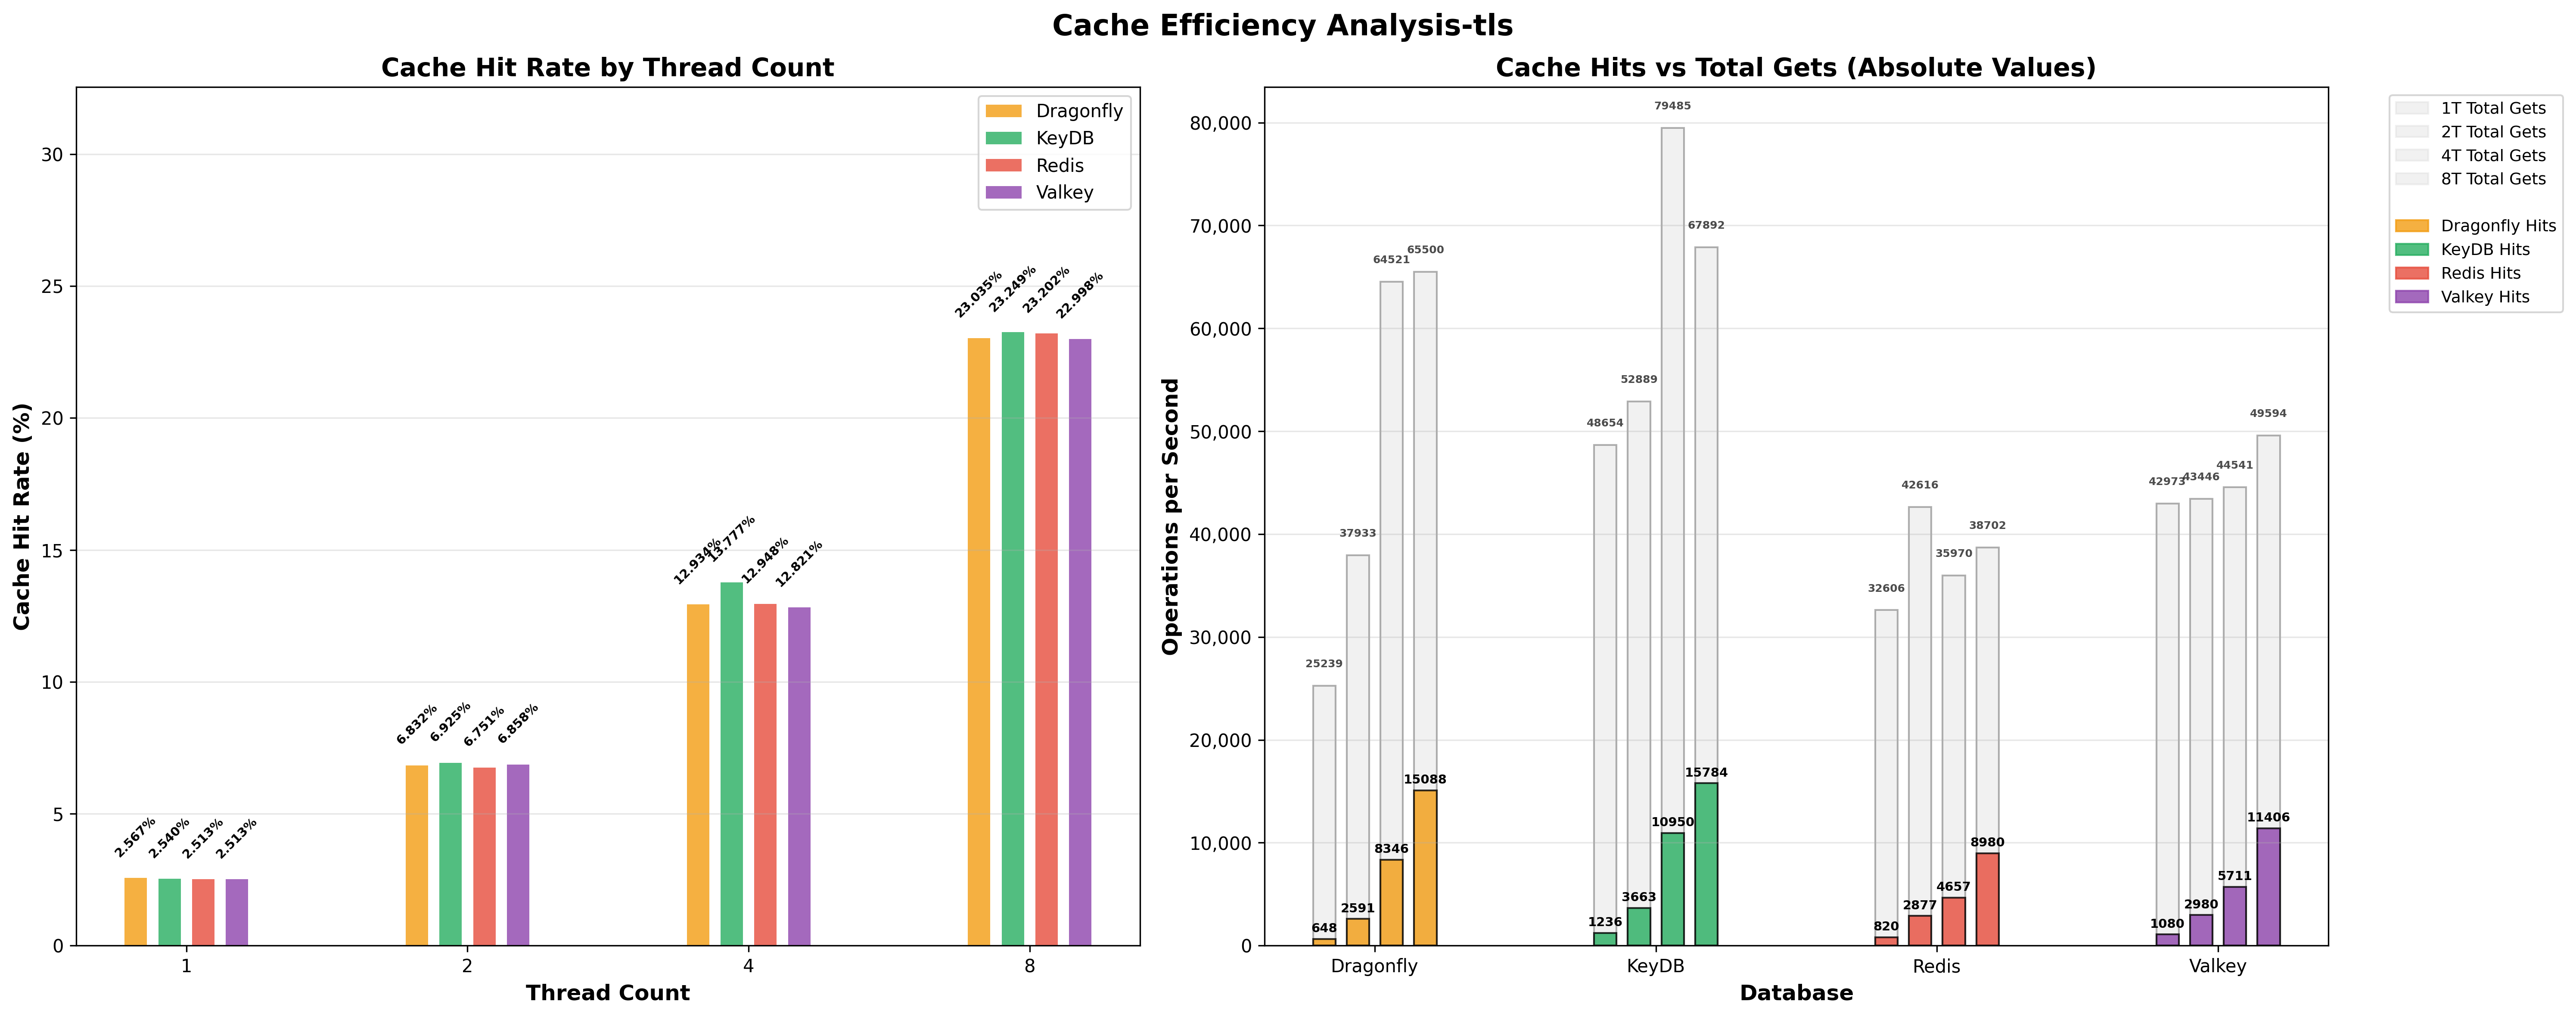 Cache Efficiency Analysis-tls
Cache Hit Rate by Thread Count
Cache Hit Rate (%)
30
25
20
15
10
5
0
Dragonfly
KeyDB
Redis
Valkey
2.567%
2.540%
2.513%
2.513%
6.832%
6.925%
6.751%
6.858%
12.934%
13.777%
12.948%
12.821%
23.035%
23.249%
23.202%
22.998%
1
2
4
8
Thread Count
Cache Hits vs Total Gets (Absolute Values)
Operations per Second
80,000
70,000
60,000
50,000
40,000
30,000
20,000
10,000
0
25239
37933
64521
65500
648
2591
8346
15088
48654
52889
79485
67892
1236
3663
10950
15784
32606
42616
35970
38702
820
2877
4657
8980
42973
43446
44541
49594
1080
2980
5711
11406
Dragonfly
KeyDB
Redis
Valkey
Database
1T Total Gets
2T Total Gets
4T Total Gets
8T Total Gets
Dragonfly Hits
KeyDB Hits
Redis Hits
Valkey Hits